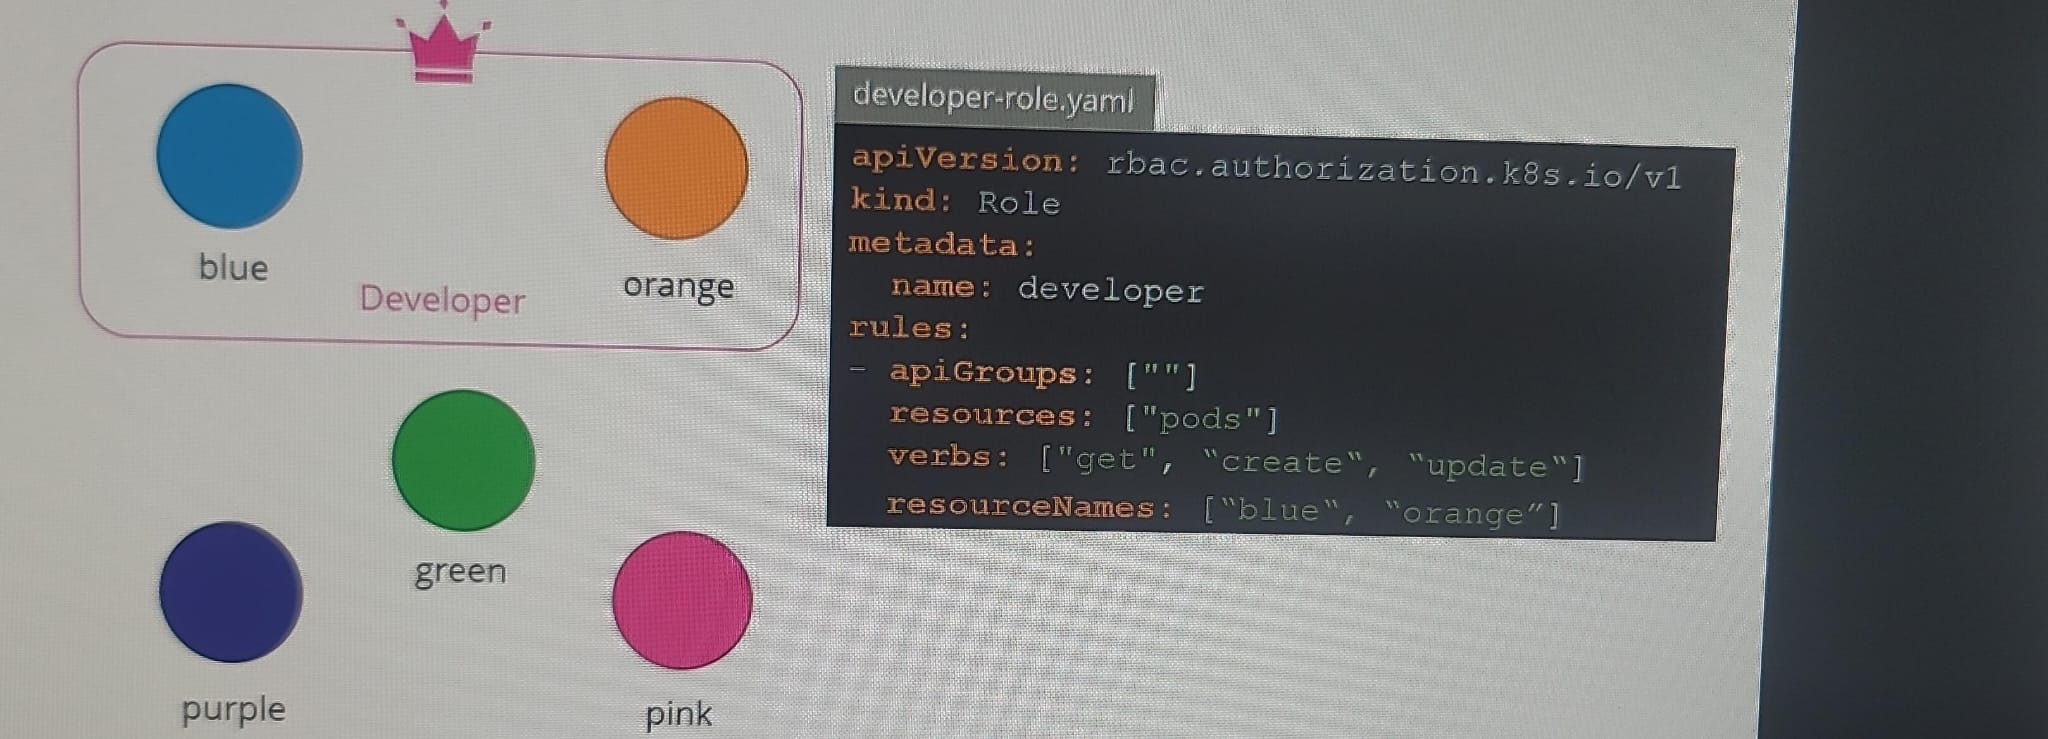 blue
Developer
orange
green
purple
pink
developer-role.yaml
apiVersion: rbac.authorization.k8s.io/v1
kind: Role
metadata:
  name: developer
rules:
- apiGroups: [""]
  resources: ["pods"]
  verbs: ["get", “create“, “update“]
  resourceNames: [“blue“, “orange”]